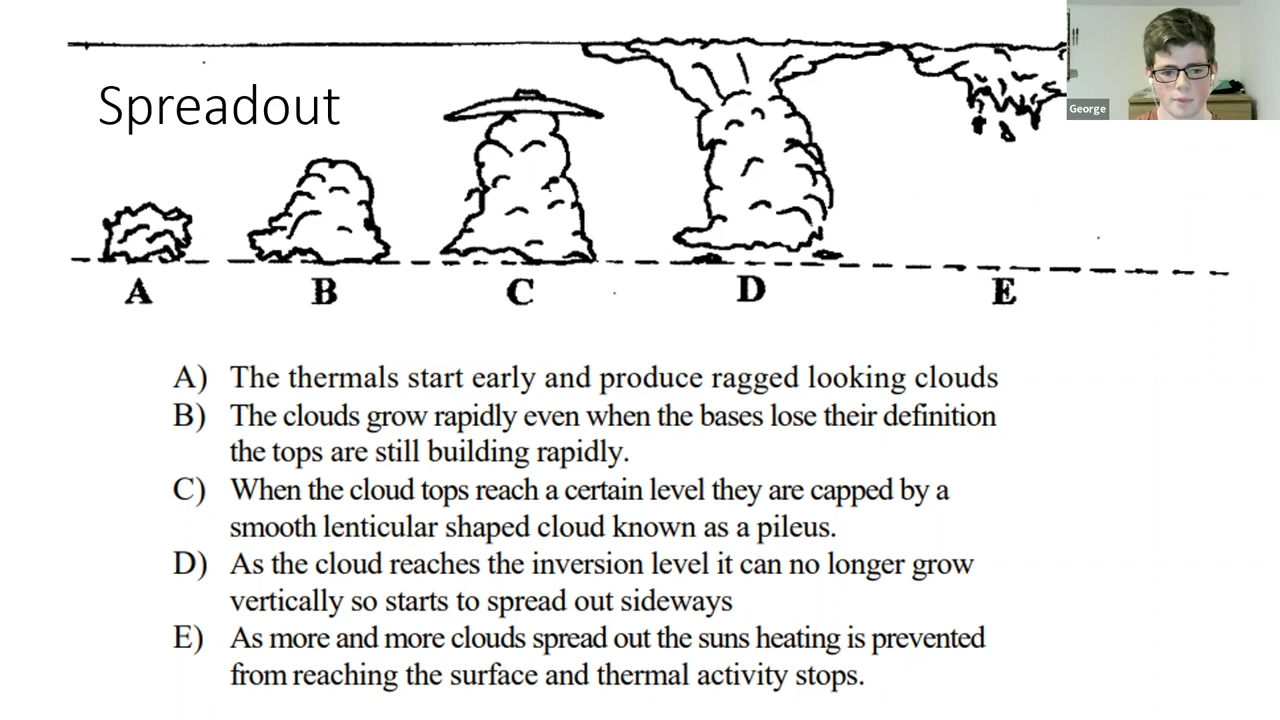 Spreadout
George
A
B
C
D
E
A) The thermals start early and produce ragged looking clouds
B) The clouds grow rapidly even when the bases lose their definition
the tops are still building rapidly.
C) When the cloud tops reach a certain level they are capped by a
smooth lenticular shaped cloud known as a pileus.
D) As the cloud reaches the inversion level it can no longer grow
vertically so starts to spread out sideways
E) As more and more clouds spread out the suns heating is prevented
from reaching the surface and thermal activity stops.